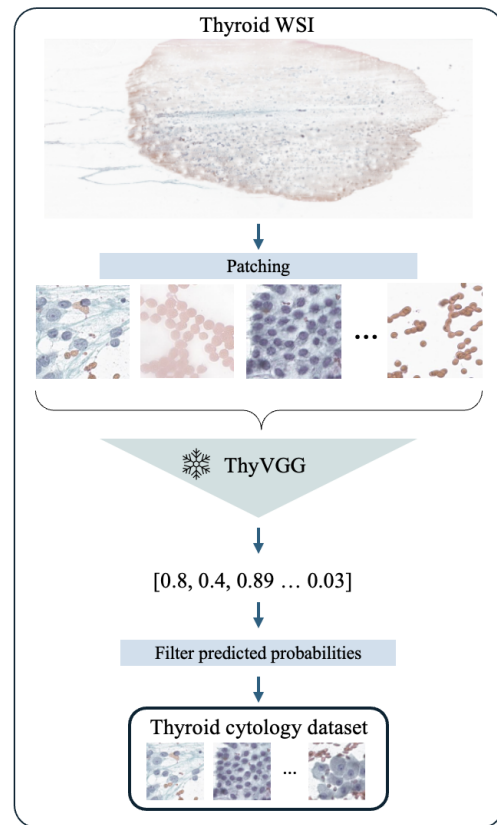 Thyroid WSI
Patching
...
ThyVGG
[0.8, 0.4, 0.89 … 0.03]
Filter predicted probabilities
Thyroid cytology dataset
...